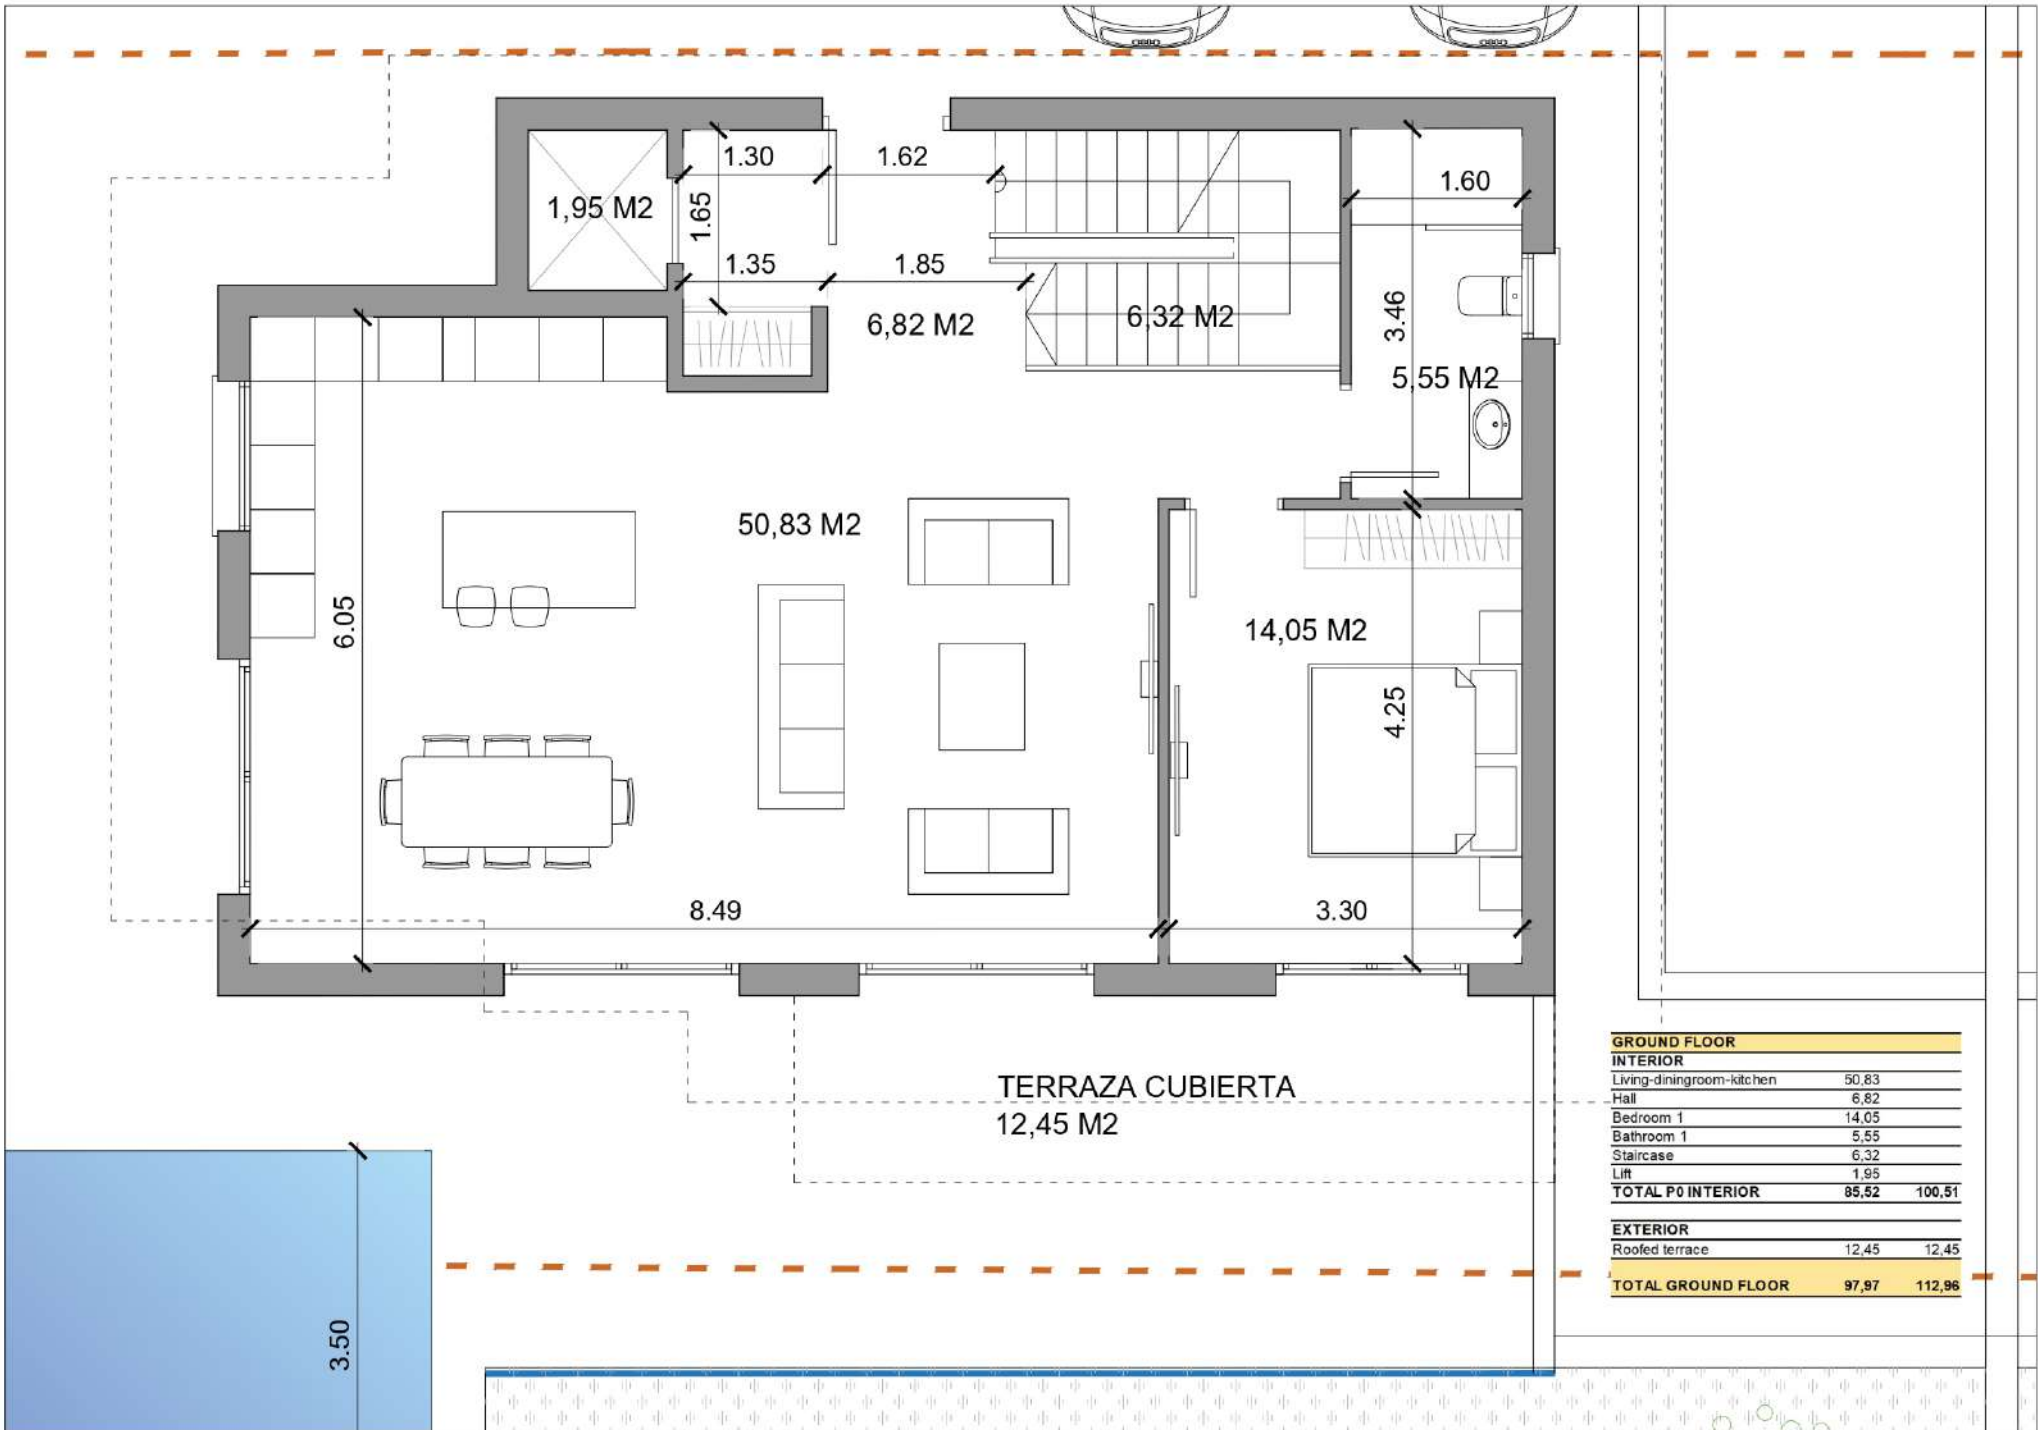 1.30
1.62
1.60
1,95 M2
1.65
1.35
1.85
3.46
6,82 M2
6,32 M2
5,55 M2
50,83 M2
6.05
14,05 M2
4.25
8.49
3.30
TERRAZA CUBIERTA
12,45 M2
3.50
GROUND FLOOR
INTERIOR
Living-diningroom-kitchen 50,83
Hall 6,82
Bedroom 1 14,05
Bathroom 1 5,55
Staircase 6,32
Lift 1,95
TOTAL P0 INTERIOR 85,52 100,51
EXTERIOR
Roofed terrace 12,45 12,45
TOTAL GROUND FLOOR 97,97 112,96